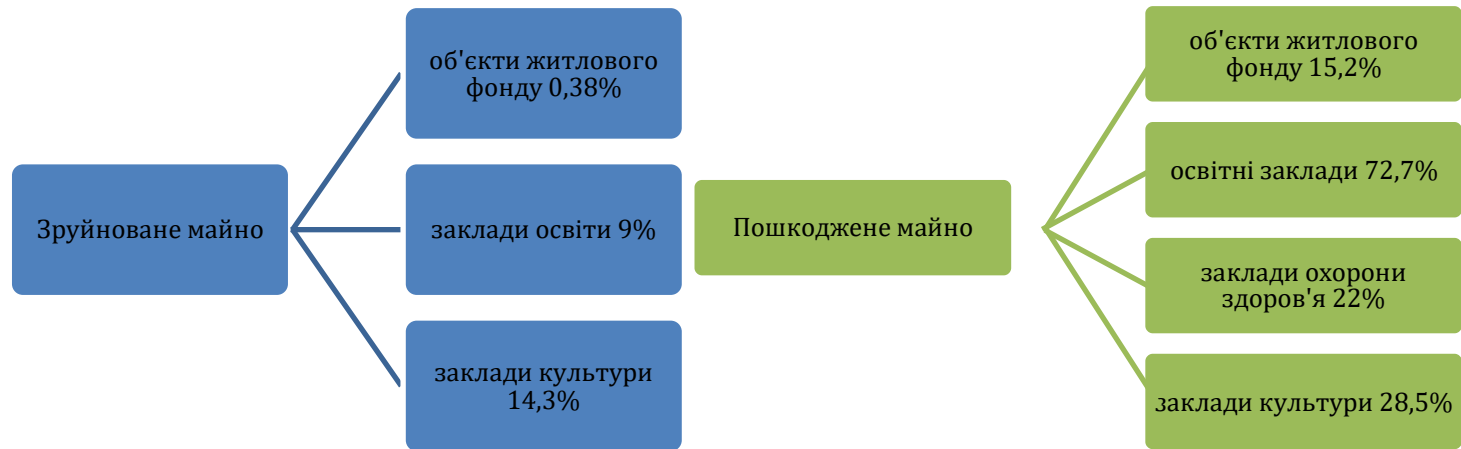 Зруйноване майно
об'єкти житлового
фонду 0,38%
заклади освіти 9%
заклади культури
14,3%
Пошкоджене майно
об'єкти житлового
фонду 15,2%
освітні заклади 72,7%
заклади охорони
здоров'я 22%
заклади культури 28,5%